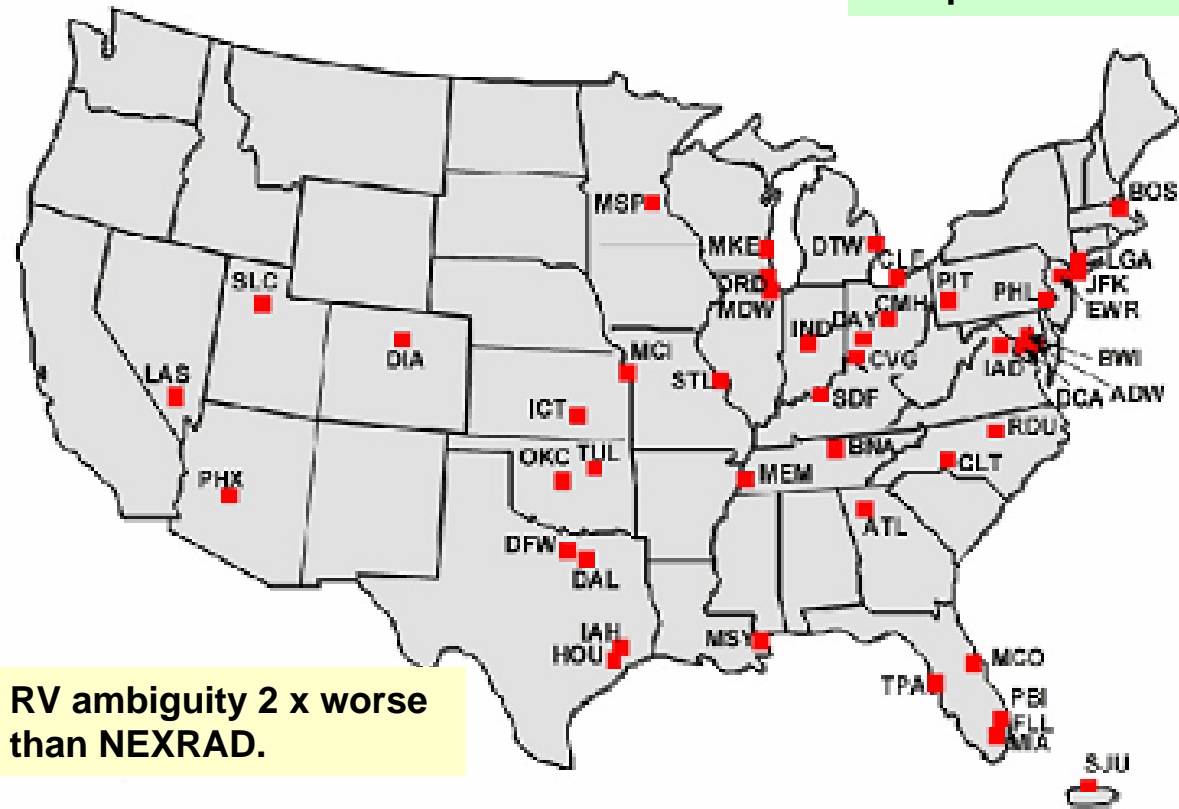 MSP
BOS
MKE
DTW
CLE
LGA
ORD
PIT
PHL
JFK
SLC
MDW
CMH
EWR
IND
DAY
DIA
MCI
CVG
IAD
BWI
LAS
STL
DCA
ADW
SDF
ICT
RDU
OKC
TUL
BNA
CLT
PHX
MEM
ATL
DFW
DAL
IAH
MSY
HOU
MCO
TPA
PBI
FLL
MIA
SJU
RV ambiguity 2 x worse
than NEXRAD.